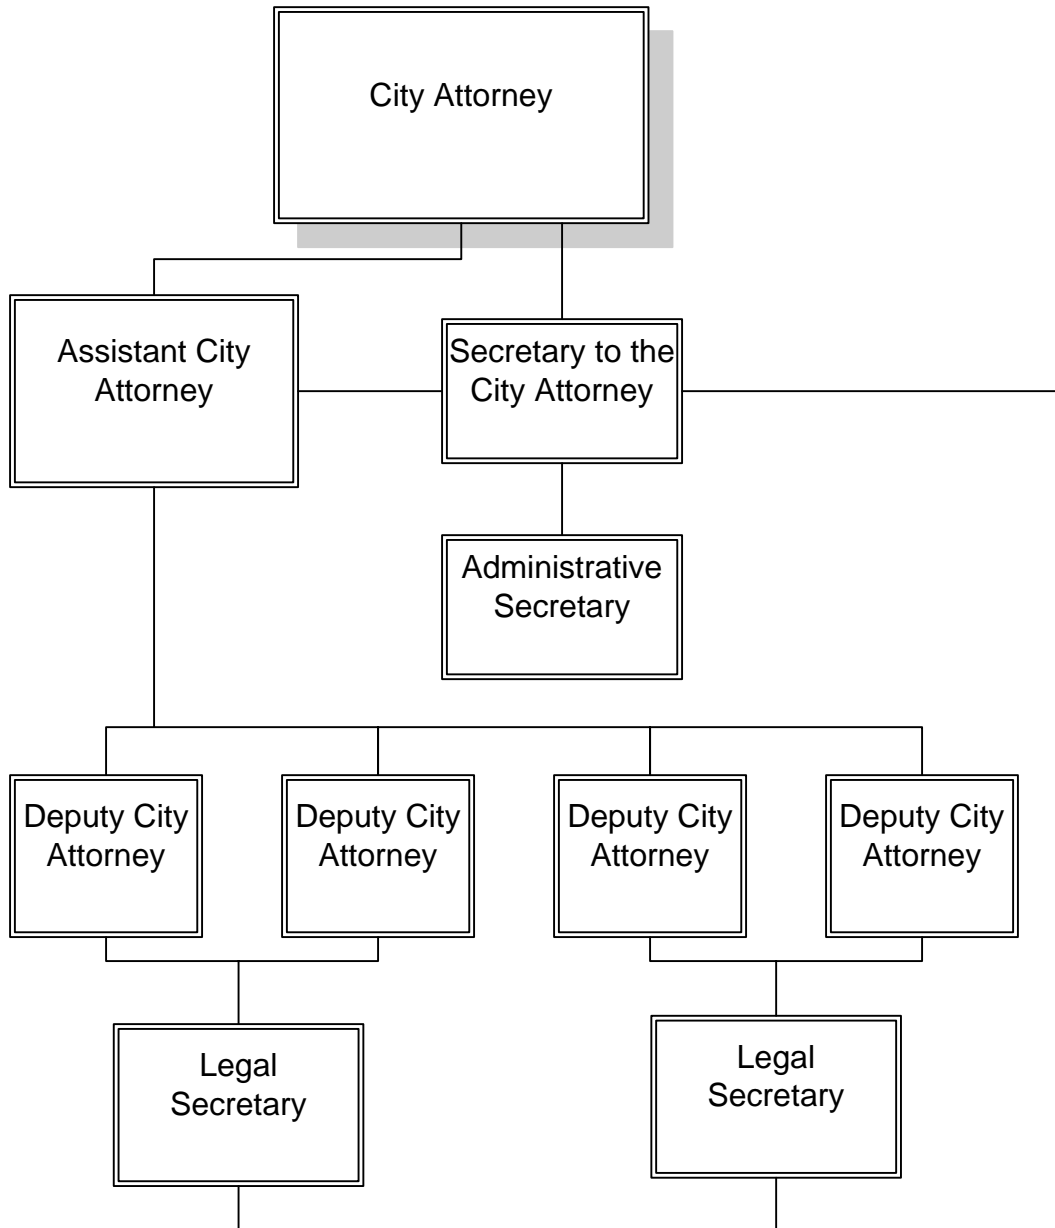 City Attorney
Assistant City
Attorney
Secretary to the
City Attorney
Administrative
Secretary
Deputy City
Attorney
Deputy City
Attorney
Deputy City
Attorney
Deputy City
Attorney
Legal
Secretary
Legal
Secretary